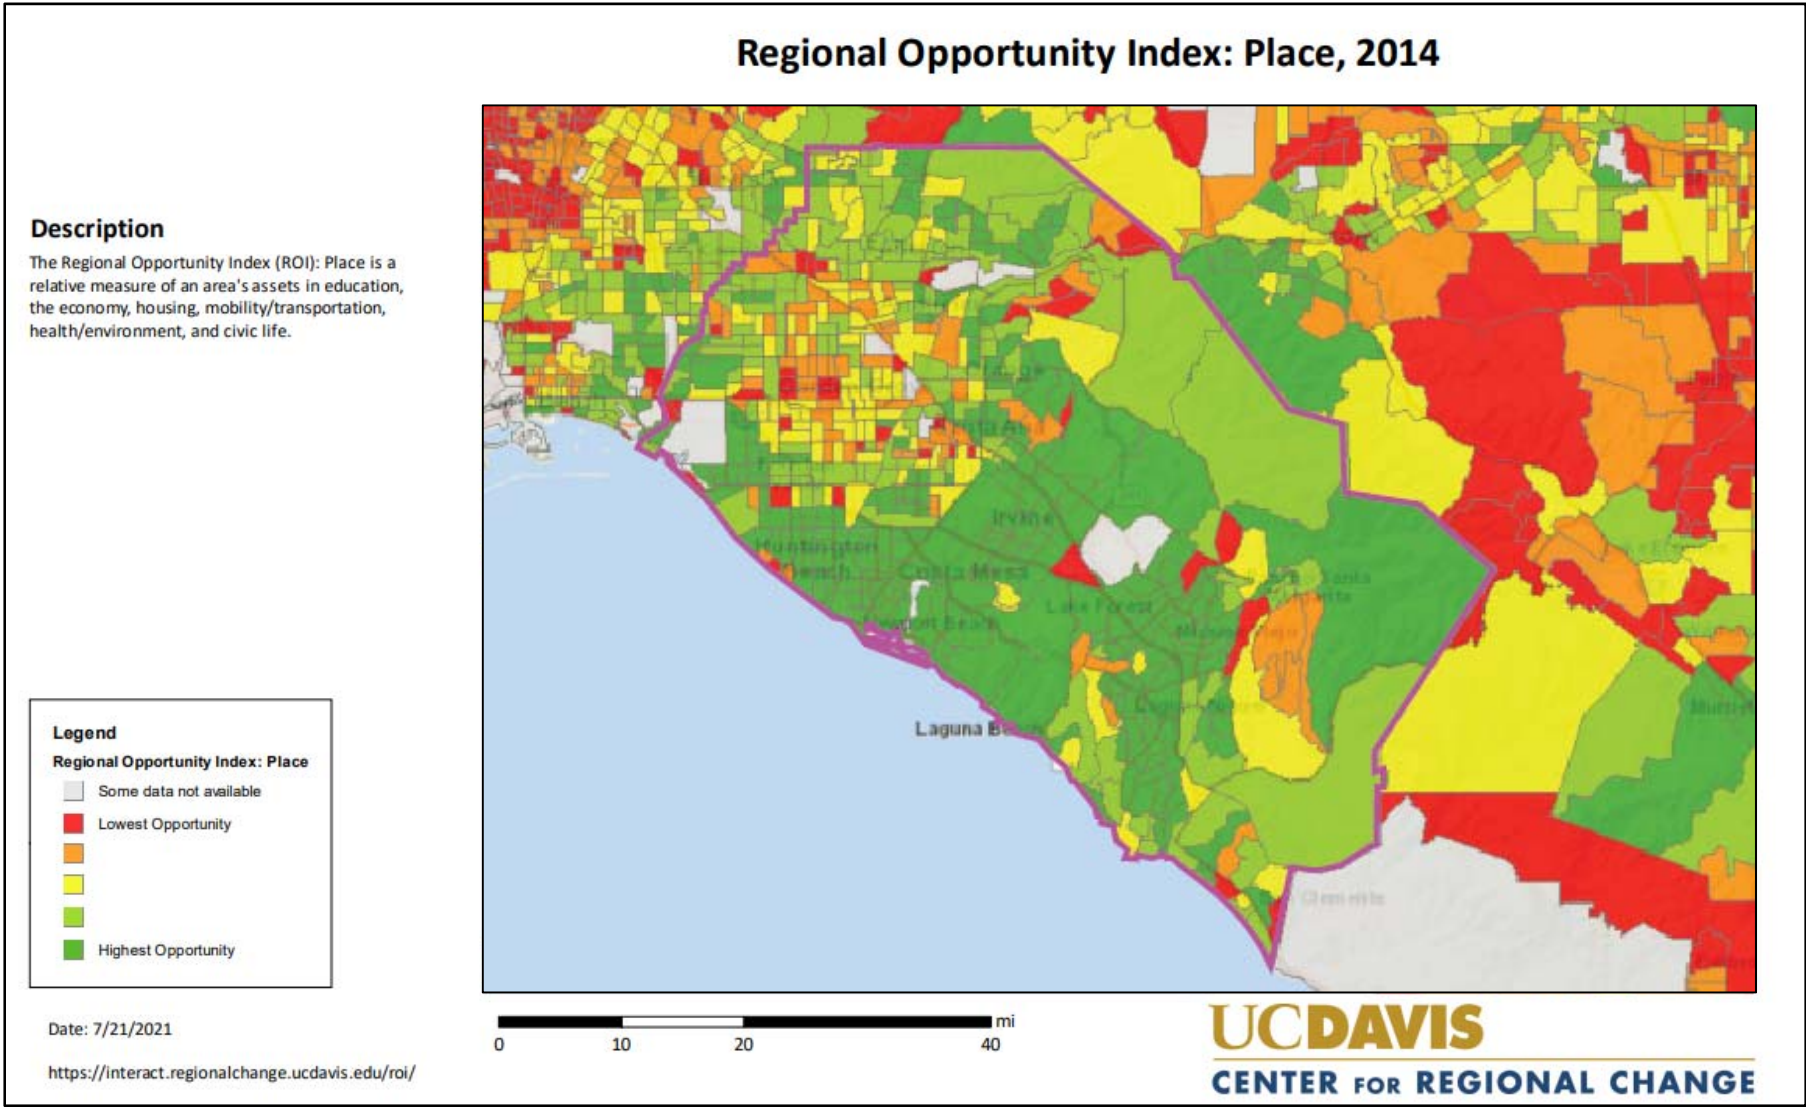 Regional Opportunity Index: Place, 2014
Description
The Regional Opportunity Index (ROI): Place is a
relative measure of an area's assets in education,
the economy, housing, mobility/transportation,
health/environment, and civic life.
Orange
Santa Ana
Irvine
Huntington
Beach
Costa Mesa
Newport Beach
Lake Forest
Laguna
Legend
Regional Opportunity Index: Place
Some data not available
Lowest Opportunity
Highest Opportunity
Date: 7/21/2021
https://interact.regionalchange.ucdavis.edu/roi/
0 10 20 40 mi
UCDAVIS
CENTER FOR REGIONAL CHANGE